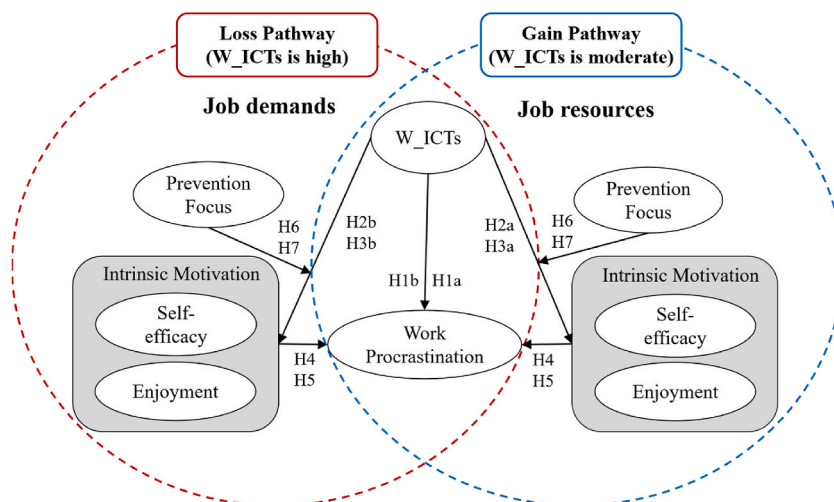 Loss Pathway
(W_ICTs is high)
Gain Pathway
(W_ICTs is moderate)
Job demands
Job resources
W_ICTs
Prevention
Focus
Prevention
Focus
H6
H7
H2b
H3b
H2a
H3a
H6
H7
Intrinsic Motivation
Intrinsic Motivation
H1b
H1a
Self-
efficacy
Work
Procrastination
Self-
efficacy
H4
H5
H4
H5
Enjoyment
Enjoyment